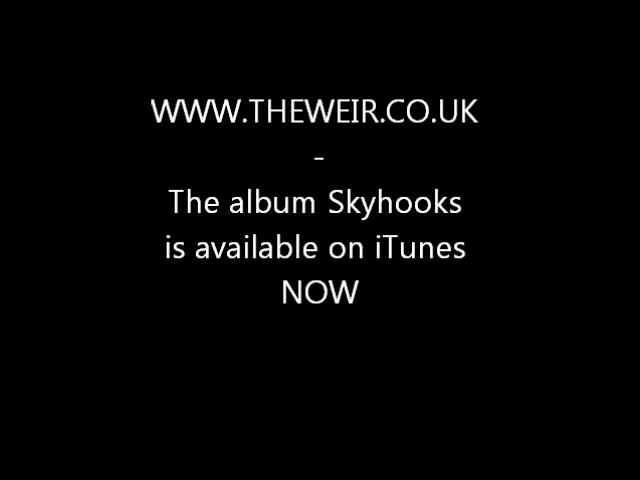 WWW.THEWEIR.CO.UK
-
The album Skyhooks
is available on iTunes
NOW